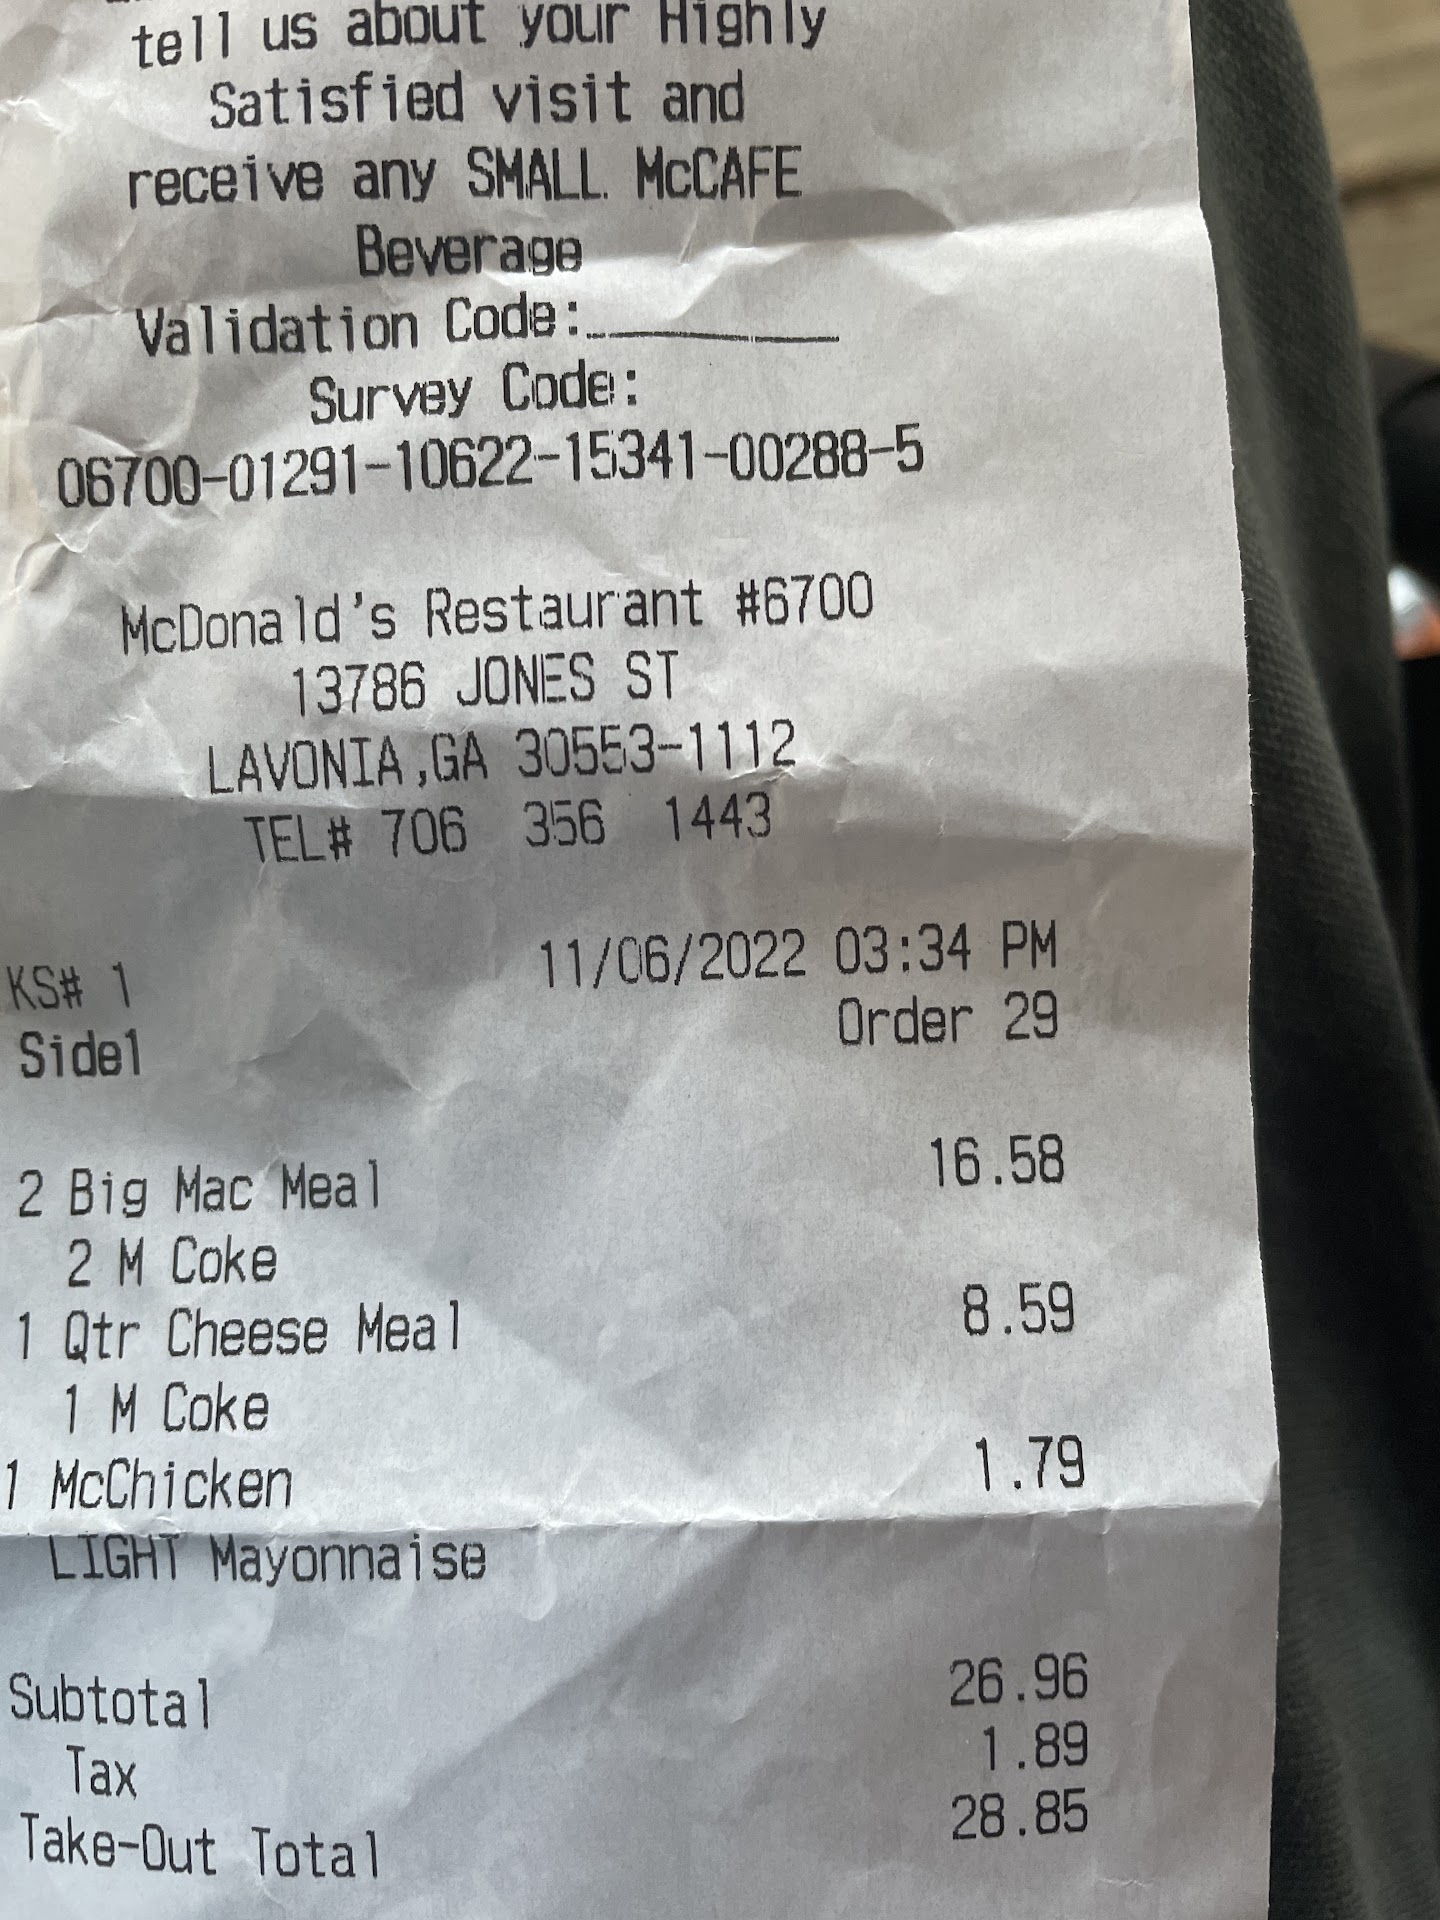 tell us about your Highly
Satisfied visit and
receive any SMALL McCAFE
Beverage
Validation Code:_________
Survey Code:
06700-01291-10622-15341-00288-5
McDonald's Restaurant #6700
13786 JONES ST
LAVONIA,GA 30553-1112
TEL# 706 356 1443
KS# 1 11/06/2022 03:34 PM
Side1 Order 29
2 Big Mac Meal 16.58
2 M Coke
1 Qtr Cheese Meal 8.59
1 M Coke
1 McChicken 1.79
LIGHT Mayonnaise
Subtotal 26.96
Tax 1.89
Take-Out Total 28.85